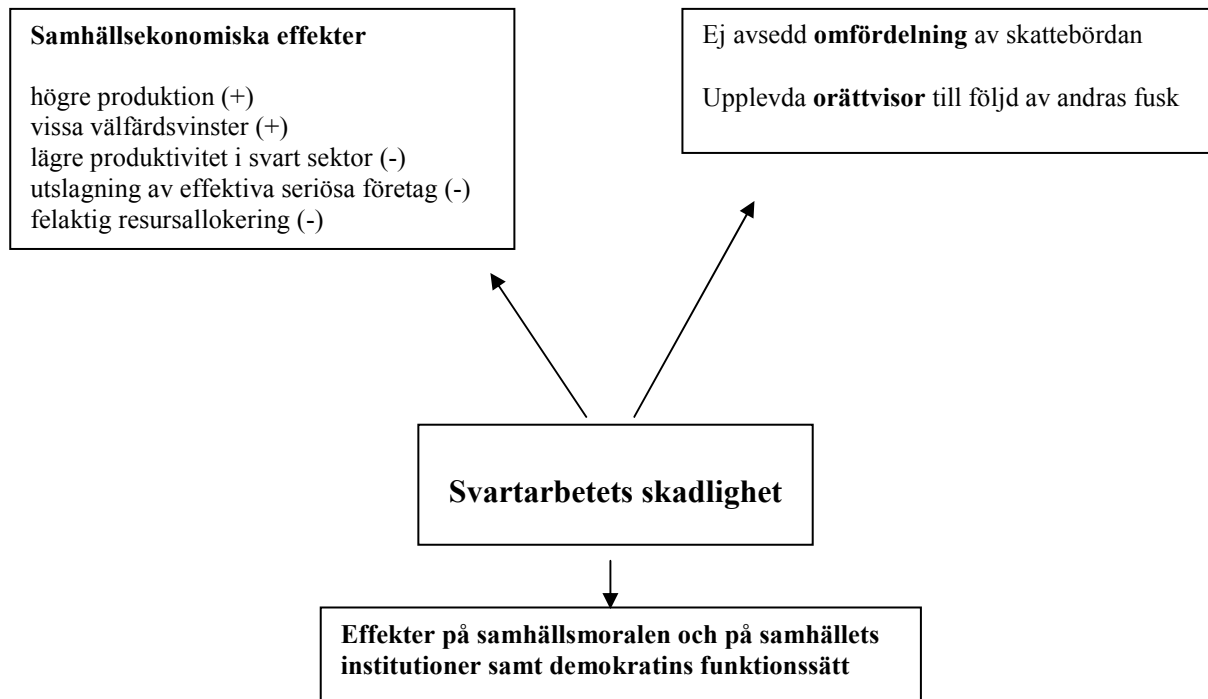 Samhällsekonomiska effekter
högre produktion (+)
vissa välfärdsvinster (+)
lägre produktivitet i svart sektor (-)
utslagning av effektiva seriösa företag (-)
felaktig resursallokering (-)
Ej avsedd omfördelning av skattebördan
Upplevda orättvisor till följd av andras fusk
Svartarbetets skadlighet
Effekter på samhällsmoralen och på samhällets
institutioner samt demokratins funktionssätt